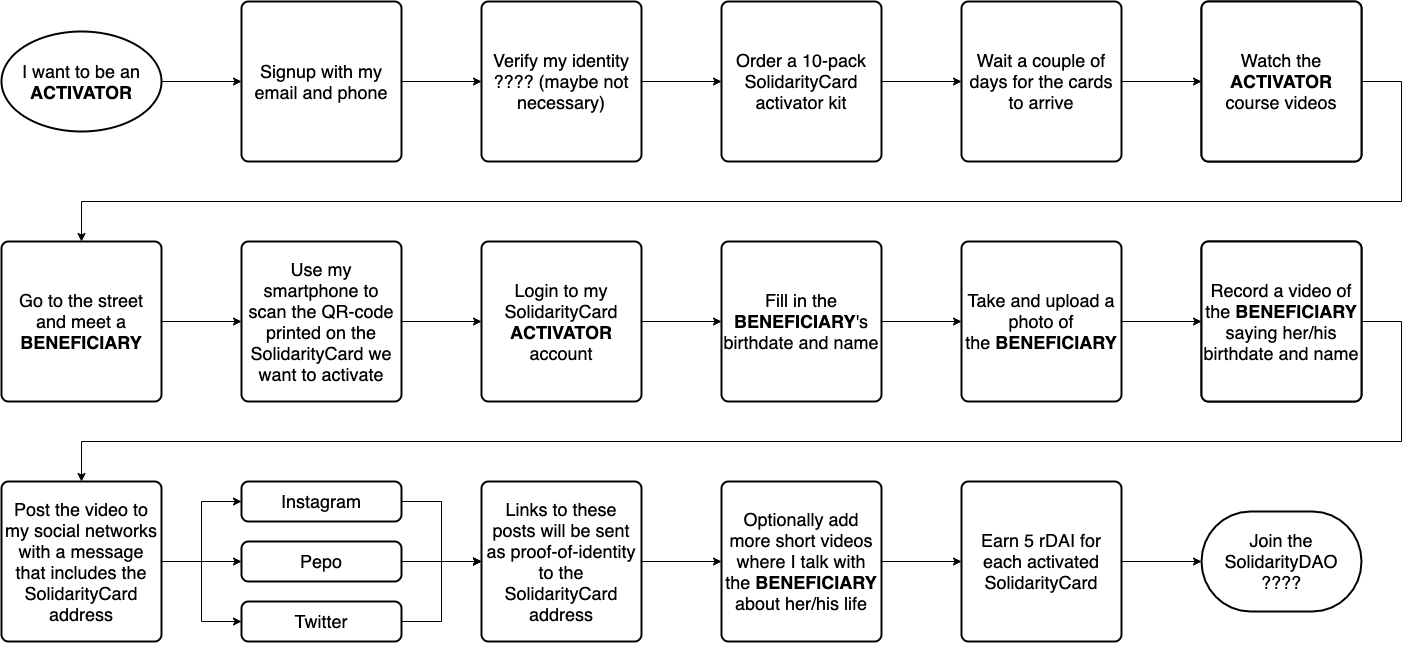 I want to be an
ACTIVATOR
Signup with my
email and phone
Verify my identity
???? (maybe not
necessary)
Order a 10-pack
SolidarityCard
activator kit
Wait a couple of
days for the cards
to arrive
Watch the
ACTIVATOR
course videos
Go to the street
and meet a
BENEFICIARY
Use my
smartphone to
scan the QR-code
printed on the
SolidarityCard we
want to activate
Login to my
SolidarityCard
ACTIVATOR
account
Fill in the
BENEFICIARY's
birthdate and name
Take and upload a
photo of
the BENEFICIARY
Record a video of
the BENEFICIARY
saying her/his
birthdate and name
Post the video to
my social networks
with a message
that includes the
SolidarityCard
address
Instagram
Pepo
Twitter
Links to these
posts will be sent
as proof-of-identity
to the
SolidarityCard
address
Optionally add
more short videos
where I talk with
the BENEFICIARY
about her/his life
Earn 5 rDAI for
each activated
SolidarityCard
Join the
SolidarityDAO
????